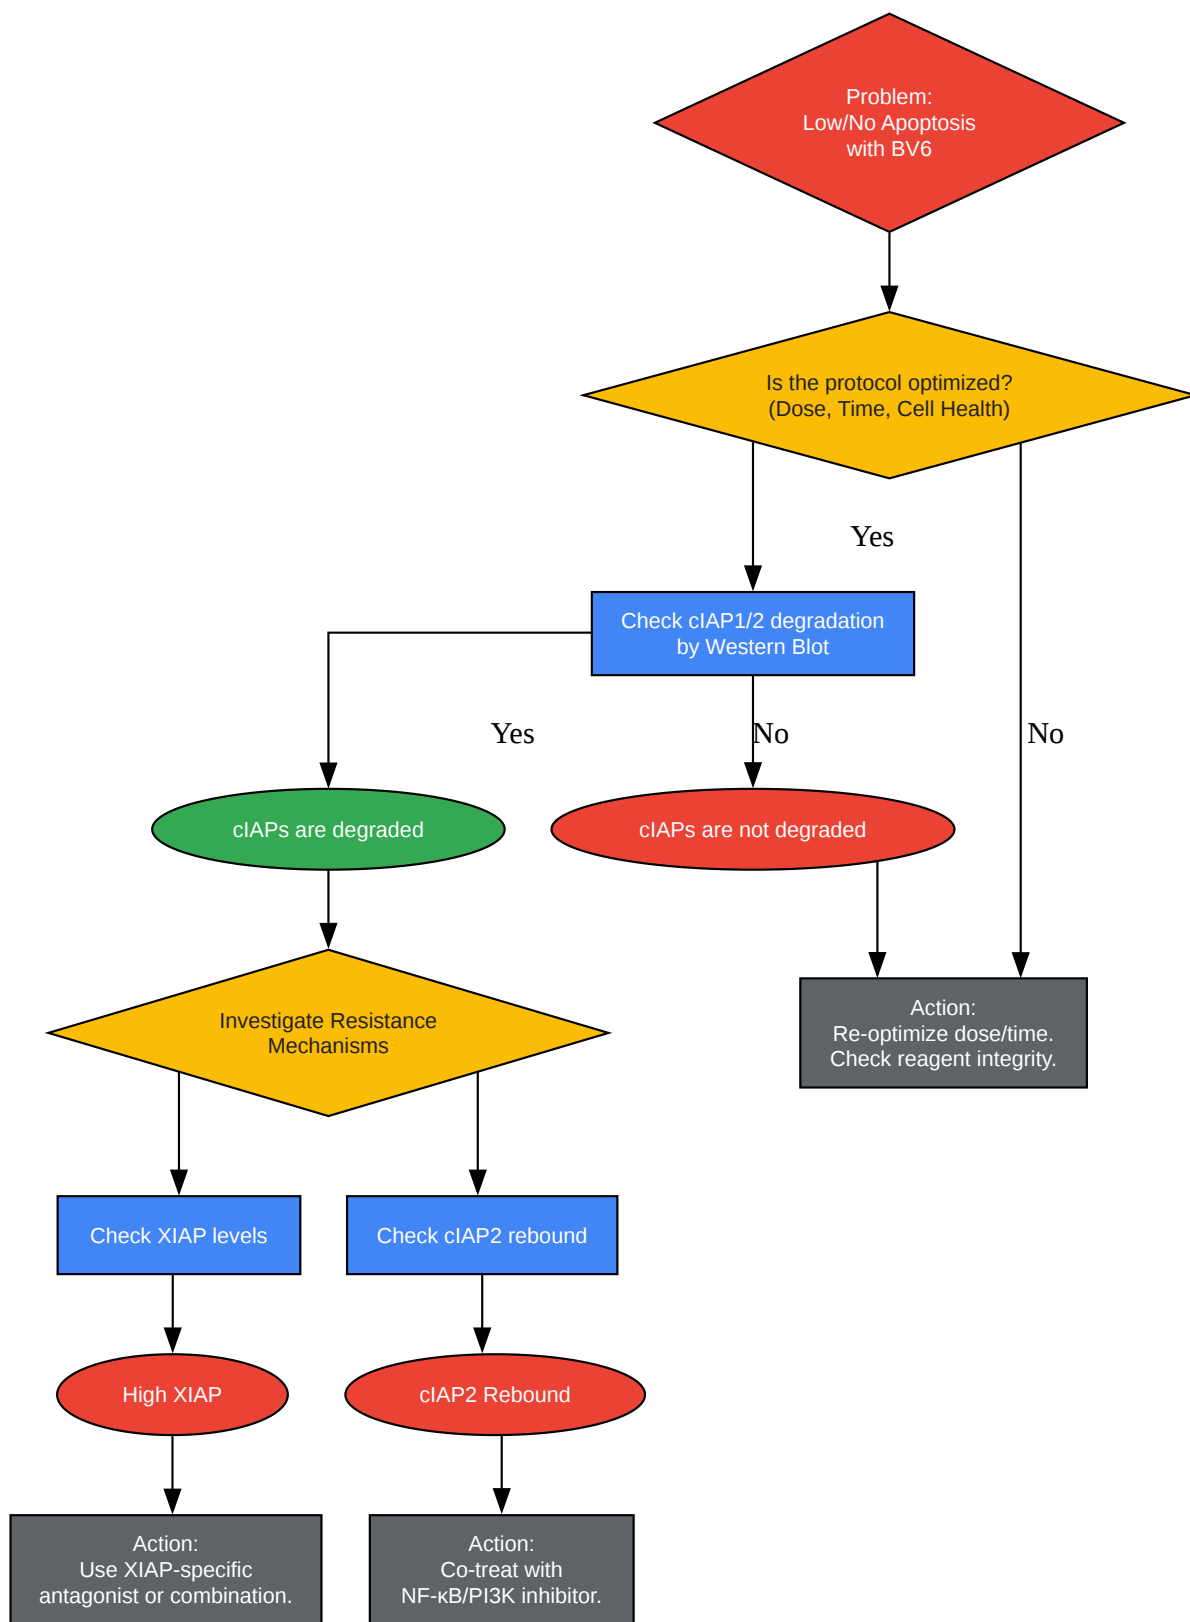 Problem:
Low/No Apoptosis
with BV6
Is the protocol optimized?
(Dose, Time, Cell Health)
Yes
Check cIAP1/2 degradation
by Western Blot
Yes
No
No
cIAPs are degraded
cIAPs are not degraded
Investigate Resistance
Mechanisms
Action:
Re-optimize dose/time.
Check reagent integrity.
Check XIAP levels
Check cIAP2 rebound
High XIAP
cIAP2 Rebound
Action:
Use XIAP-specific
antagonist or combination.
Action:
Co-treat with
NF-κB/PI3K inhibitor.